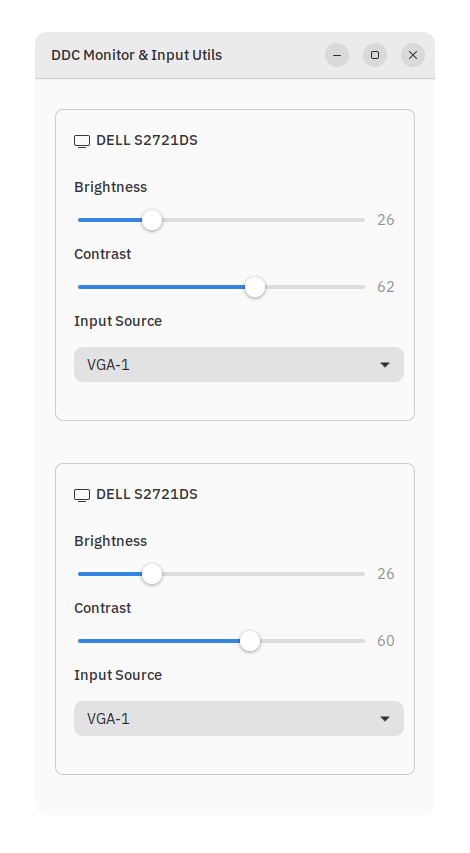 DDC Monitor & Input Utils
DELL S2721DS
Brightness
26
Contrast
62
Input Source
VGA-1
DELL S2721DS
Brightness
26
Contrast
60
Input Source
VGA-1